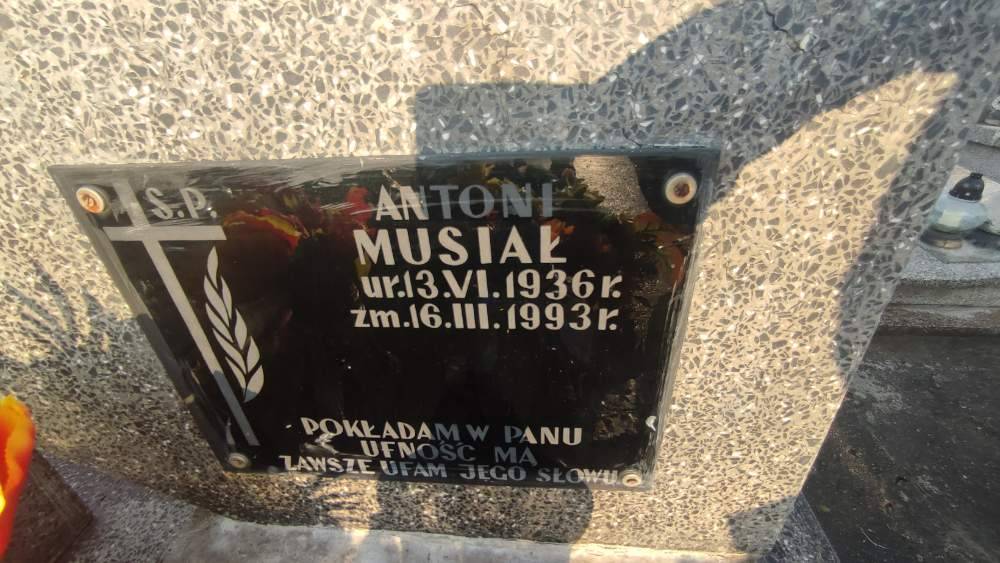 S.P.
ANTONI
MUSIAŁ
ur.13.VI.1936r.
zm.16.III.1993r.
POKŁADAM W PANU
UFNOŚĆ MĄ
ZAWSZE UFAM JEGO SŁOWU